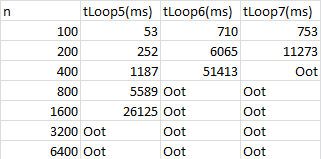 n tLoop5(ms) tLoop6(ms) tLoop7(ms)
100 53 710 753
200 252 6065 11273
400 1187 51413 Oot
800 5589 Oot Oot
1600 26125 Oot Oot
3200 Oot Oot Oot
6400 Oot Oot Oot